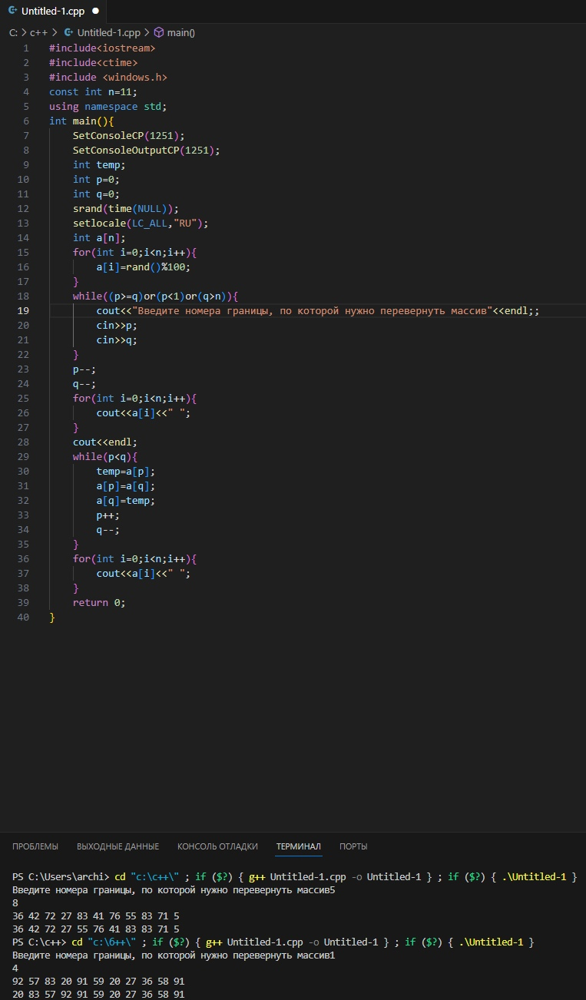 Untitled-1.cpp
C: > c++ > Untitled-1.cpp > main()
1 #include<iostream>
2 #include<ctime>
3 #include <windows.h>
4 const int n=11;
5 using namespace std;
6 int main(){
7 SetConsoleCP(1251);
8 SetConsoleOutputCP(1251);
9 int temp;
10 int p=0;
11 int q=0;
12 srand(time(NULL));
13 setlocale(LC_ALL,"RU");
14 int a[n];
15 for(int i=0;i<n;i++){
16 a[i]=rand()%100;
17 }
18 while((p>=q)or(p<1)or(q>n)){
19 cout<<"Введите номера границы, по которой нужно перевернуть массив"<<endl;;
20 cin>>p;
21 cin>>q;
22 }
23 p--;
24 q--;
25 for(int i=0;i<n;i++){
26 cout<<a[i]<<" ";
27 }
28 cout<<endl;
29 while(p<q){
30 temp=a[p];
31 a[p]=a[q];
32 a[q]=temp;
33 p++;
34 q--;
35 }
36 for(int i=0;i<n;i++){
37 cout<<a[i]<<" ";
38 }
39 return 0;
40 }
ПРОБЛЕМЫ ВЫХОДНЫЕ ДАННЫЕ КОНСОЛЬ ОТЛАДКИ ТЕРМИНАЛ ПОРТЫ
PS C:\Users\archi> cd "c:\c++\" ; if ($?) { g++ Untitled-1.cpp -o Untitled-1 } ; if ($?) { .\Untitled-1 }
Введите номера границы, по которой нужно перевернуть массив5
8
36 42 72 27 83 41 76 55 83 71 5
36 42 72 27 55 76 41 83 83 71 5
PS C:\c++> cd "c:\6++\" ; if ($?) { g++ Untitled-1.cpp -o Untitled-1 } ; if ($?) { .\Untitled-1 }
Введите номера границы, по которой нужно перевернуть массив1
4
92 57 83 20 91 59 20 27 36 58 91
20 83 57 92 91 59 20 27 36 58 91